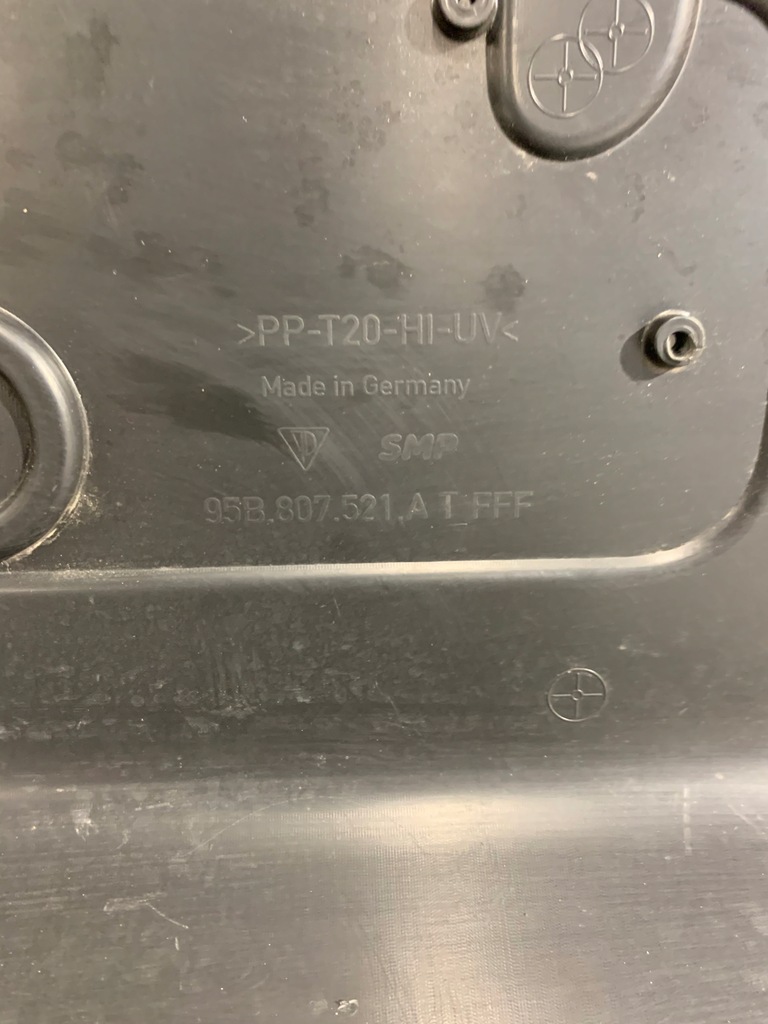 >PP-T20-HI-UV<
Made in Germany
SMP
95B.807.521.A T FFF